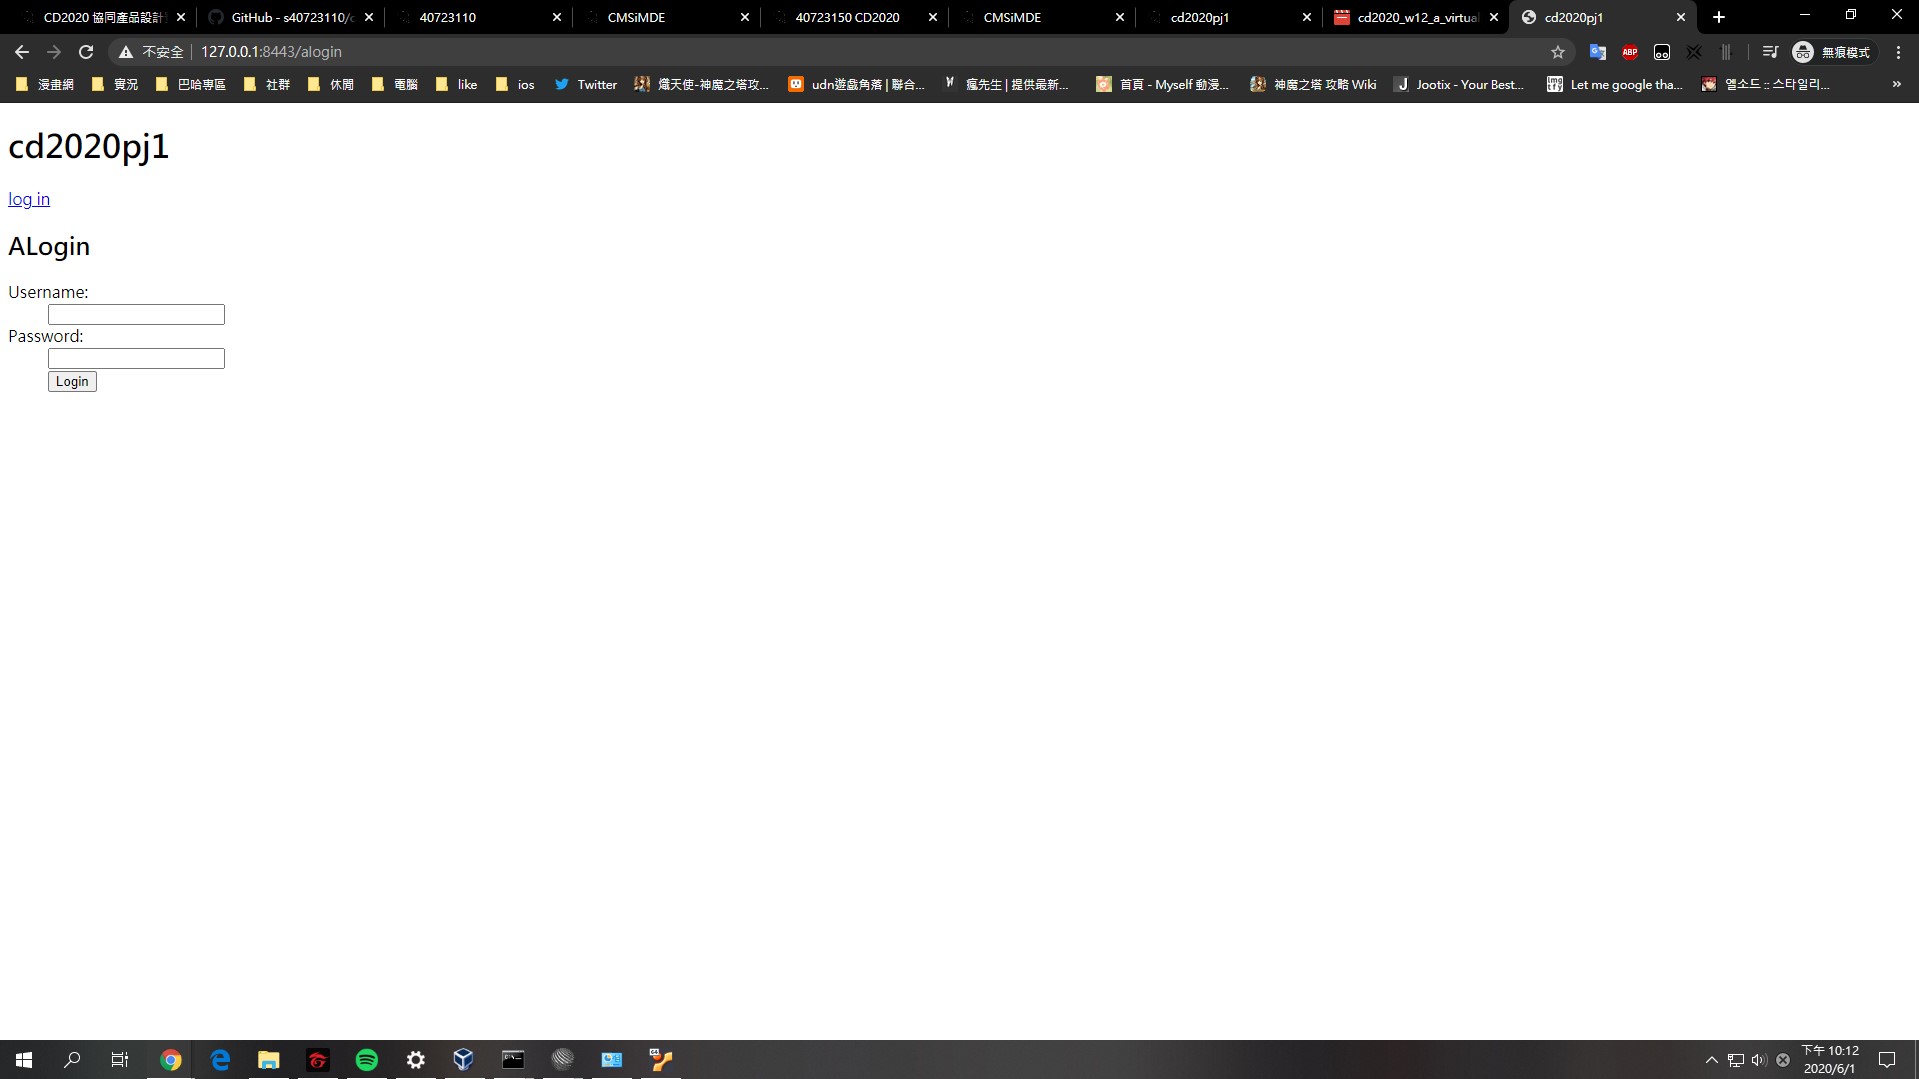 CD2020 協同產品設計
GitHub - s40723110/c
40723110
CMSiMDE
40723150 CD2020
CMSiMDE
cd2020pj1
cd2020_w12_a_virtual
cd2020pj1
不安全
127.0.0.1:8443/alogin
無痕模式
漫畫網
實況
巴哈專區
社群
休閒
電腦
like
ios
Twitter
熾天使-神魔之塔攻...
udn遊戲角落 | 聯合...
瘋先生 | 提供最新...
首頁 - Myself 動漫...
神魔之塔 攻略 Wiki
Jootix - Your Best...
Let me google tha...
엘소드 :: 스타일리...
cd2020pj1
log in
ALogin
Username:
Password:
Login
下午 10:12
2020/6/1